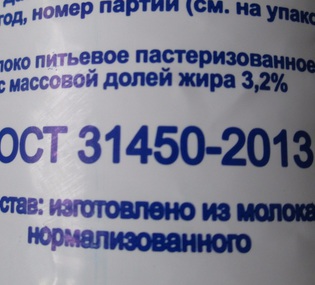 год, номер партии (см. на упако
локо питьевое пастеризованное
с массовой долей жира 3,2%
ОСТ 31450-2013
став: изготовлено из молока
нормализованного